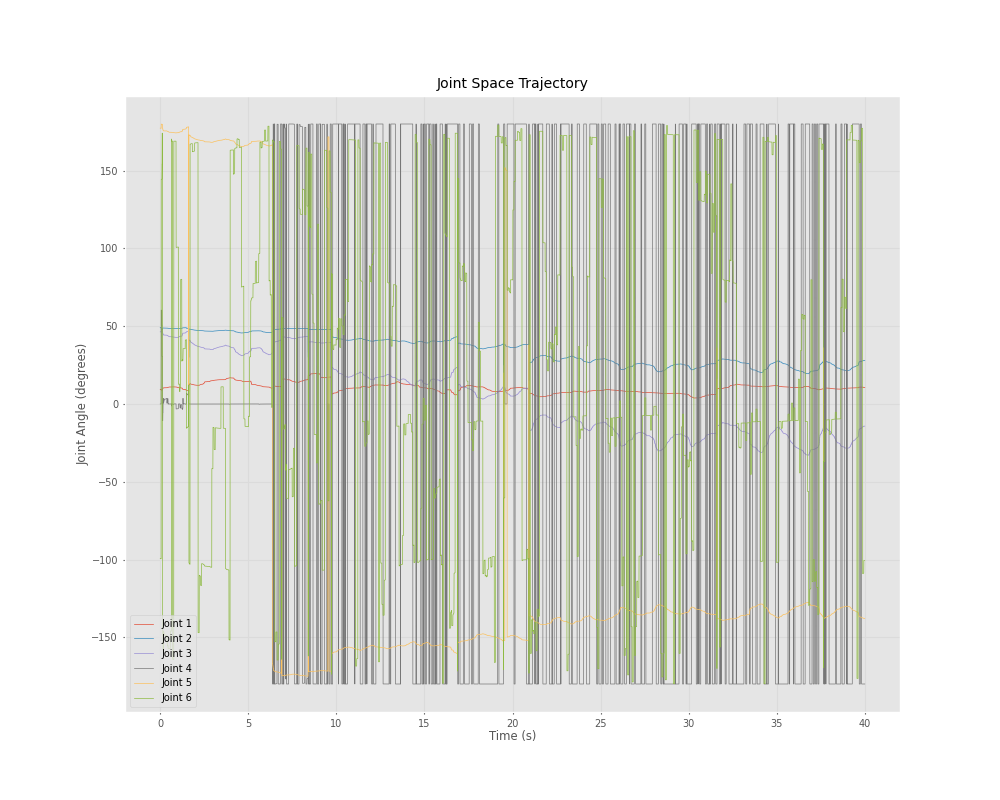 Joint Space Trajectory
Joint Angle (degrees)
150
100
50
0
−50
−100
−150
Joint 1
Joint 2
Joint 3
Joint 4
Joint 5
Joint 6
0 5 10 15 20 25 30 35 40
Time (s)